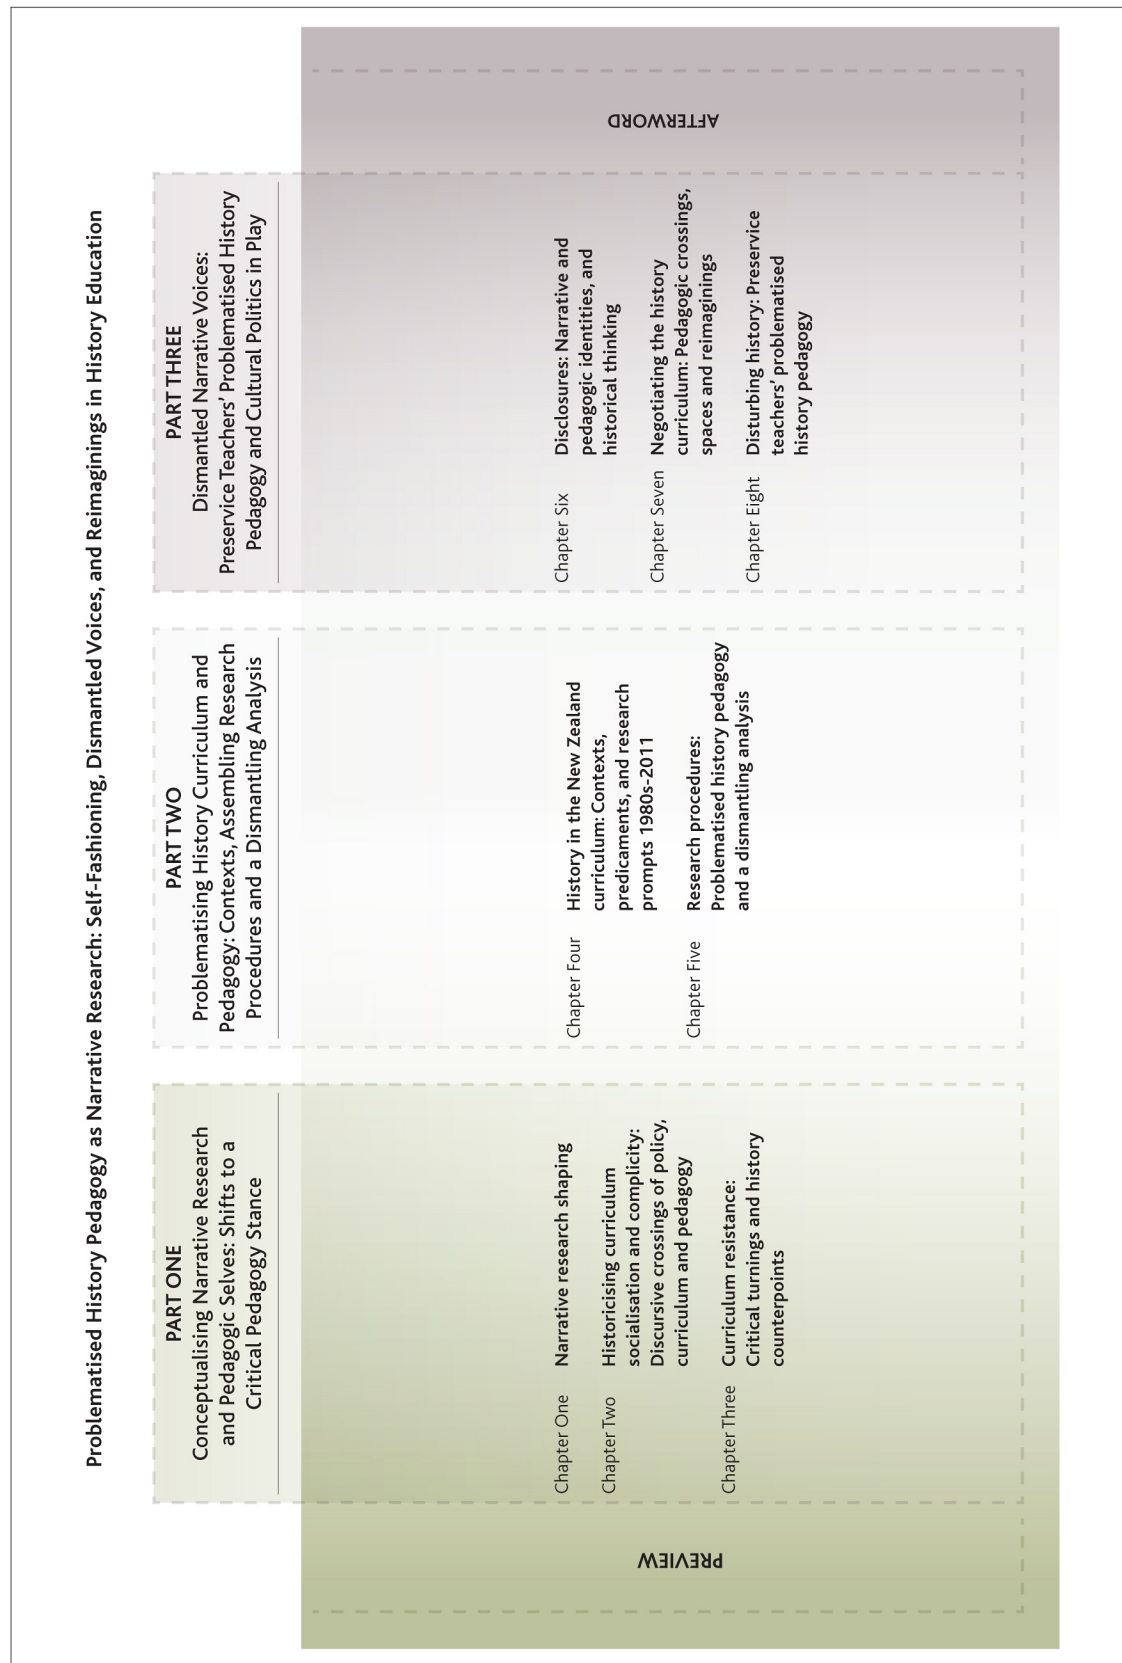 Problematised History Pedagogy as Narrative Research: Self-Fashioning, Dismantled Voices, and Reimaginings in History Education
PREVIEW
PART ONE
Conceptualising Narrative Research
and Pedagogic Selves: Shifts to a
Critical Pedagogy Stance
Chapter One Narrative research shaping
Chapter Two Historicising curriculum
socialisation and complicity:
Discursive crossings of policy,
curriculum and pedagogy
Chapter Three Curriculum resistance:
Critical turnings and history
counterpoints
PART TWO
Problematising History Curriculum and
Pedagogy: Contexts, Assembling Research
Procedures and a Dismantling Analysis
Chapter Four History in the New Zealand
curriculum: Contexts,
predicaments, and research
prompts 1980s-2011
Chapter Five Research procedures:
Problematised history pedagogy
and a dismantling analysis
PART THREE
Dismantled Narrative Voices:
Preservice Teachers’ Problematised History
Pedagogy and Cultural Politics in Play
Chapter Six Disclosures: Narrative and
pedagogic identities, and
historical thinking
Chapter Seven Negotiating the history
curriculum: Pedagogic crossings,
spaces and reimaginings
Chapter Eight Disturbing history: Preservice
teachers’ problematised
history pedagogy
AFTERWORD